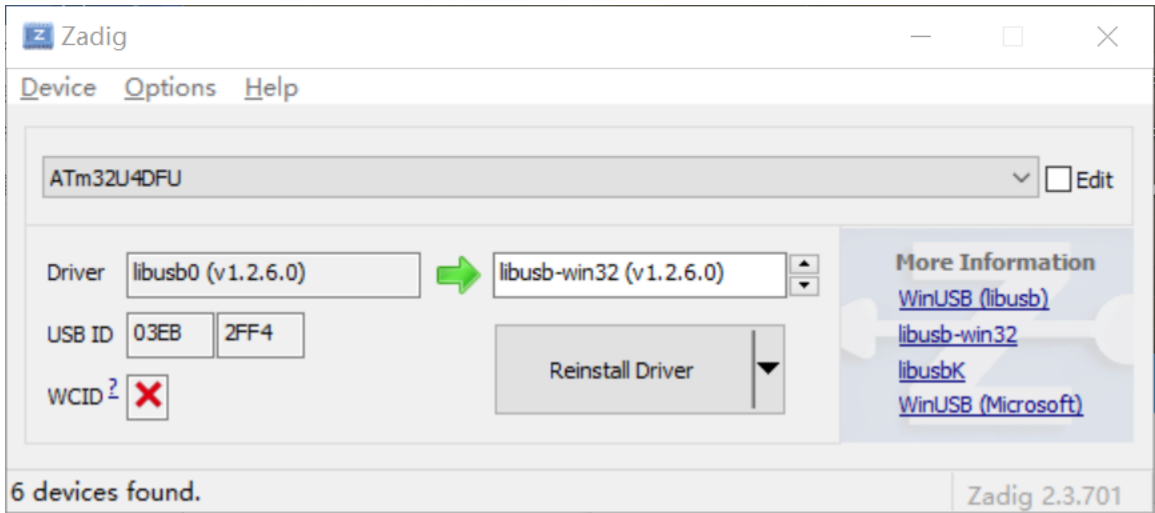 Zadig
Device Options Help
ATm32U4DFU Edit
Driver libusb0 (v1.2.6.0) libusb-win32 (v1.2.6.0)
USB ID 03EB 2FF4
WCID ?
Reinstall Driver
More Information
WinUSB (libusb)
libusb-win32
libusbK
WinUSB (Microsoft)
6 devices found. Zadig 2.3.701